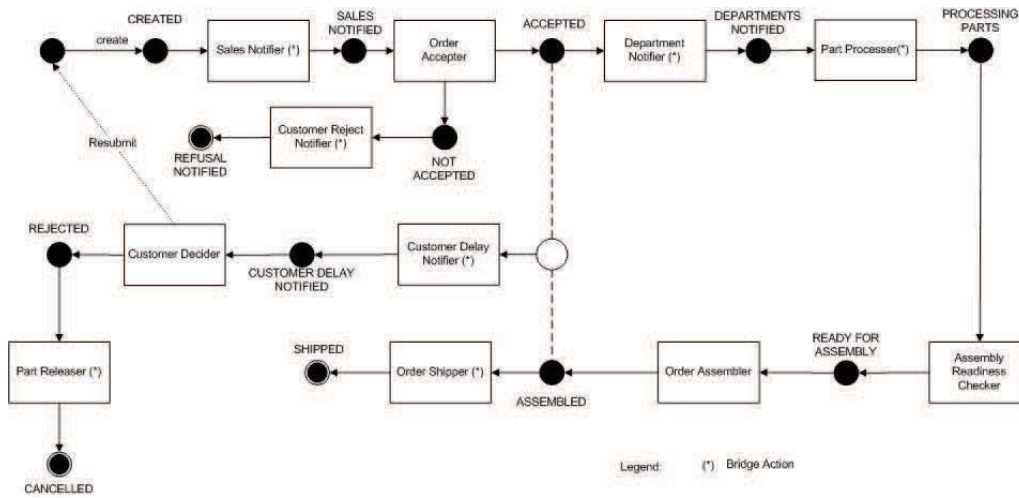 CREATED
create
Sales Notifier (*)
SALES
NOTIFIED
Order
Accepter
ACCEPTED
Department
Notifier (*)
DEPARTMENTS
NOTIFIED
Part Processer(*)
PROCESSING
PARTS
Customer Reject
Notifier (*)
REFUSAL
NOTIFIED
NOT
ACCEPTED
Resubmit
REJECTED
Customer Decider
CUSTOMER DELAY
NOTIFIED
Customer Delay
Notifier (*)
Part Releaser (*)
SHIPPED
Order Shipper (*)
ASSEMBLED
Order Assembler
READY FOR
ASSEMBLY
Assembly
Readiness
Checker
CANCELLED
Legend: (*) Bridge Action